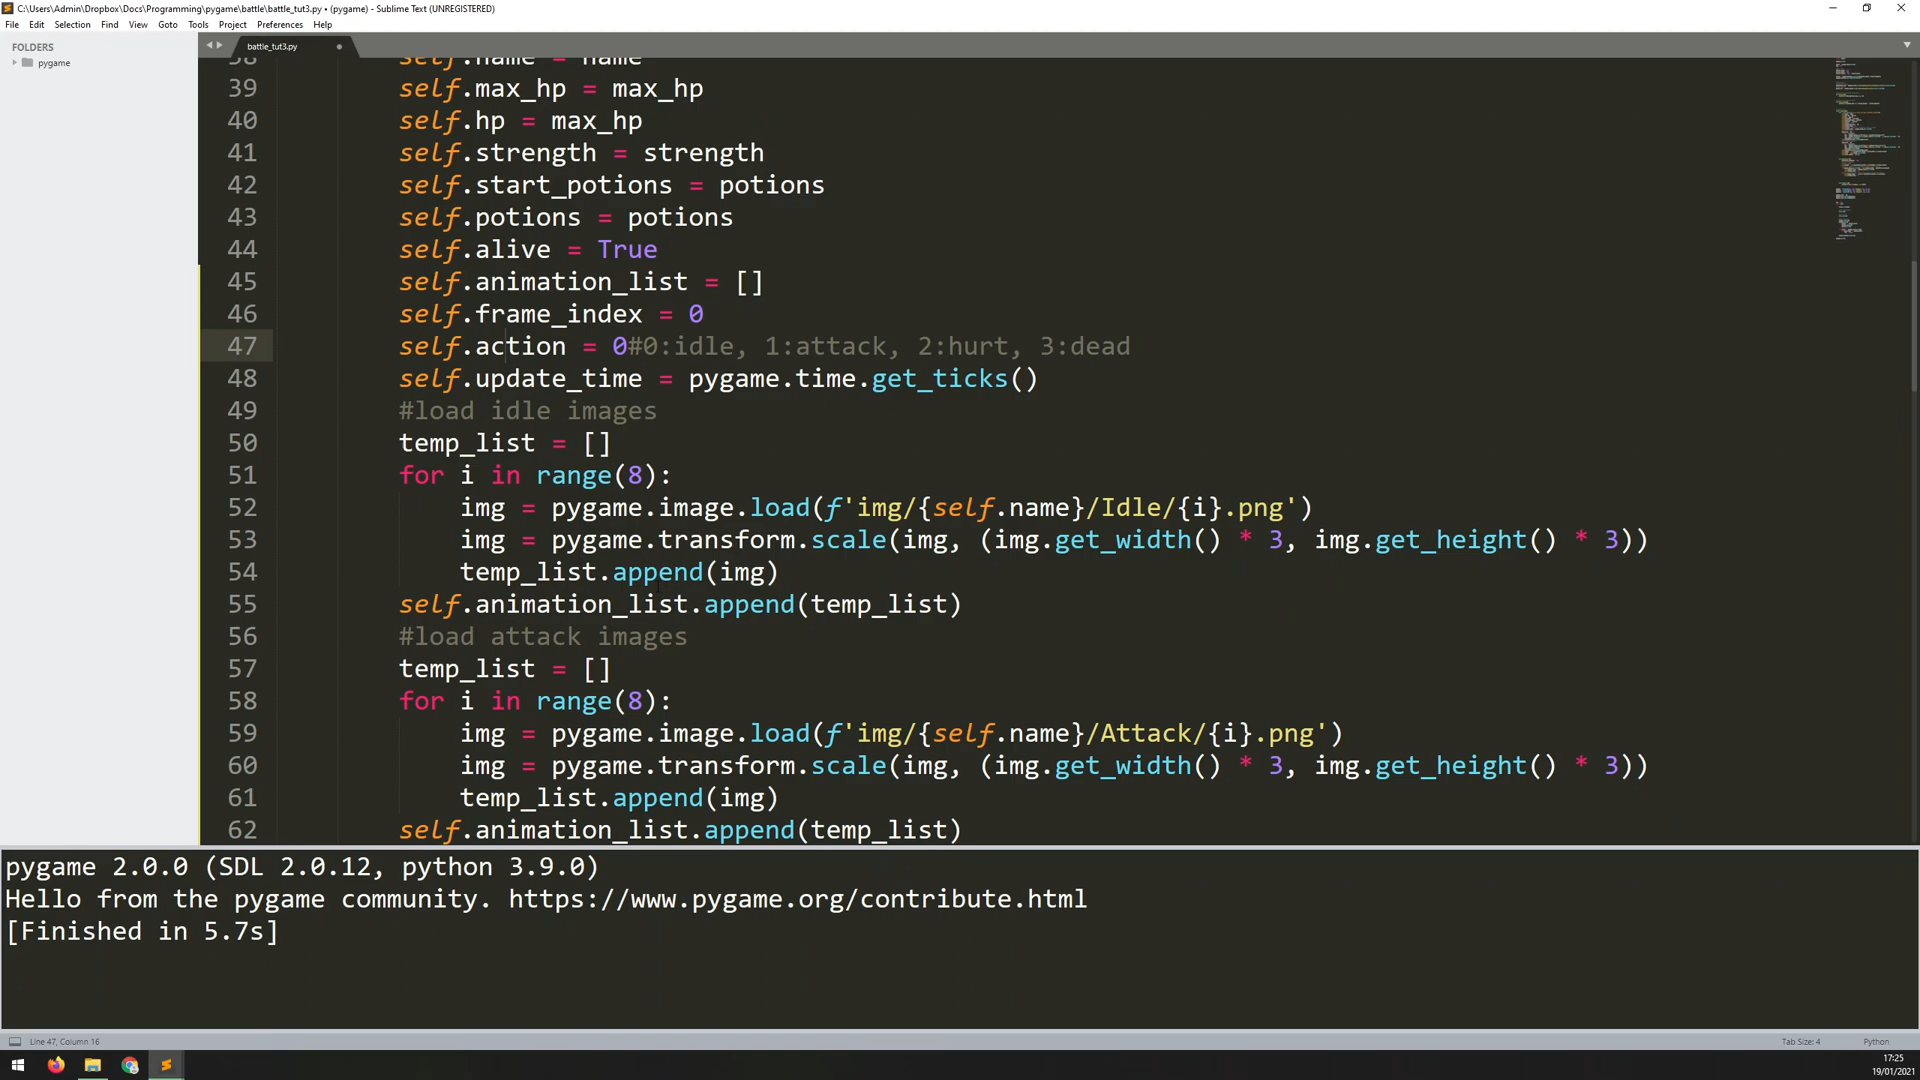 C:\Users\Admin\Dropbox\Docs\Programming\pygame\battle\battle_tut3.py • (pygame) - Sublime Text (UNREGISTERED)
File Edit Selection Find View Goto Tools Project Preferences Help
FOLDERS
pygame
battle_tut3.py
38 self.name = name
39 self.max_hp = max_hp
40 self.hp = max_hp
41 self.strength = strength
42 self.start_potions = potions
43 self.potions = potions
44 self.alive = True
45 self.animation_list = []
46 self.frame_index = 0
47 self.action = 0#0:idle, 1:attack, 2:hurt, 3:dead
48 self.update_time = pygame.time.get_ticks()
49 #load idle images
50 temp_list = []
51 for i in range(8):
52 img = pygame.image.load(f'img/{self.name}/Idle/{i}.png')
53 img = pygame.transform.scale(img, (img.get_width() * 3, img.get_height() * 3))
54 temp_list.append(img)
55 self.animation_list.append(temp_list)
56 #load attack images
57 temp_list = []
58 for i in range(8):
59 img = pygame.image.load(f'img/{self.name}/Attack/{i}.png')
60 img = pygame.transform.scale(img, (img.get_width() * 3, img.get_height() * 3))
61 temp_list.append(img)
62 self.animation_list.append(temp_list)
pygame 2.0.0 (SDL 2.0.12, python 3.9.0)
Hello from the pygame community. https://www.pygame.org/contribute.html
[Finished in 5.7s]
Line 47, Column 16
Tab Size: 4
Python
17:25
19/01/2021